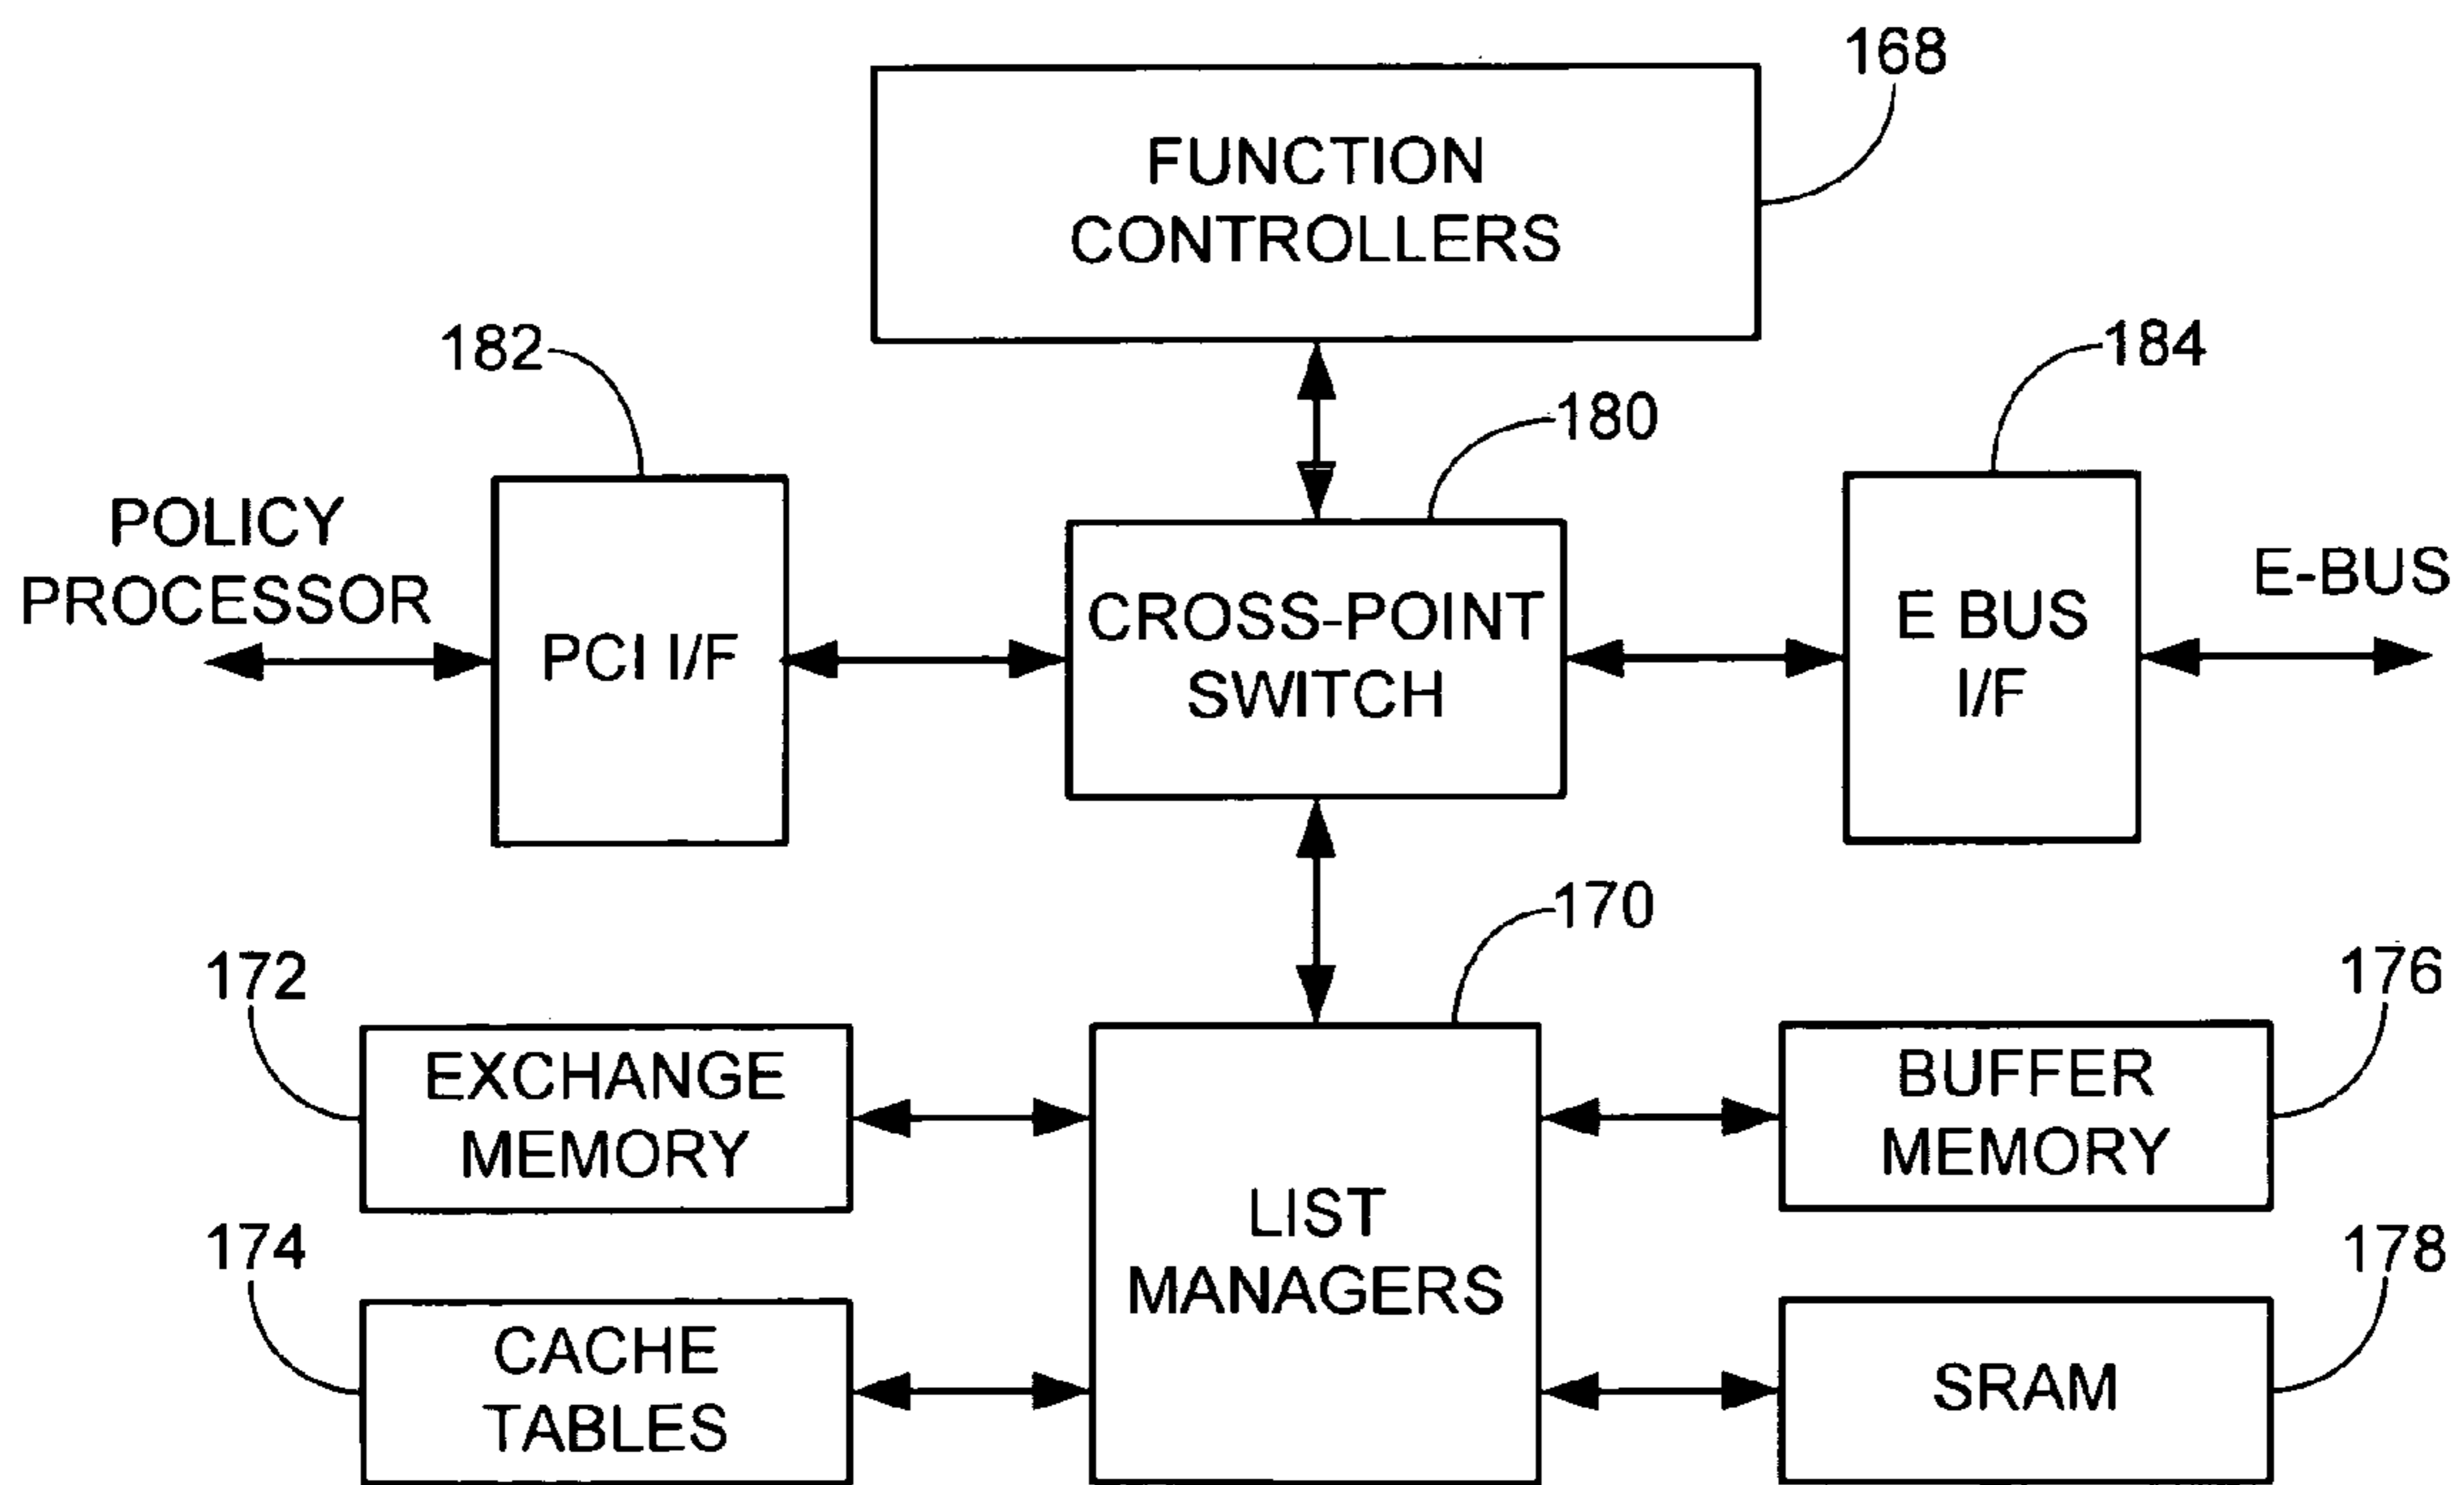 168
FUNCTION
CONTROLLERS
182
184
180
POLICY
PROCESSOR
PCI I/F
CROSS-POINT
SWITCH
E BUS
I/F
E-BUS
170
172
176
EXCHANGE
MEMORY
BUFFER
MEMORY
LIST
MANAGERS
174
178
CACHE
TABLES
SRAM